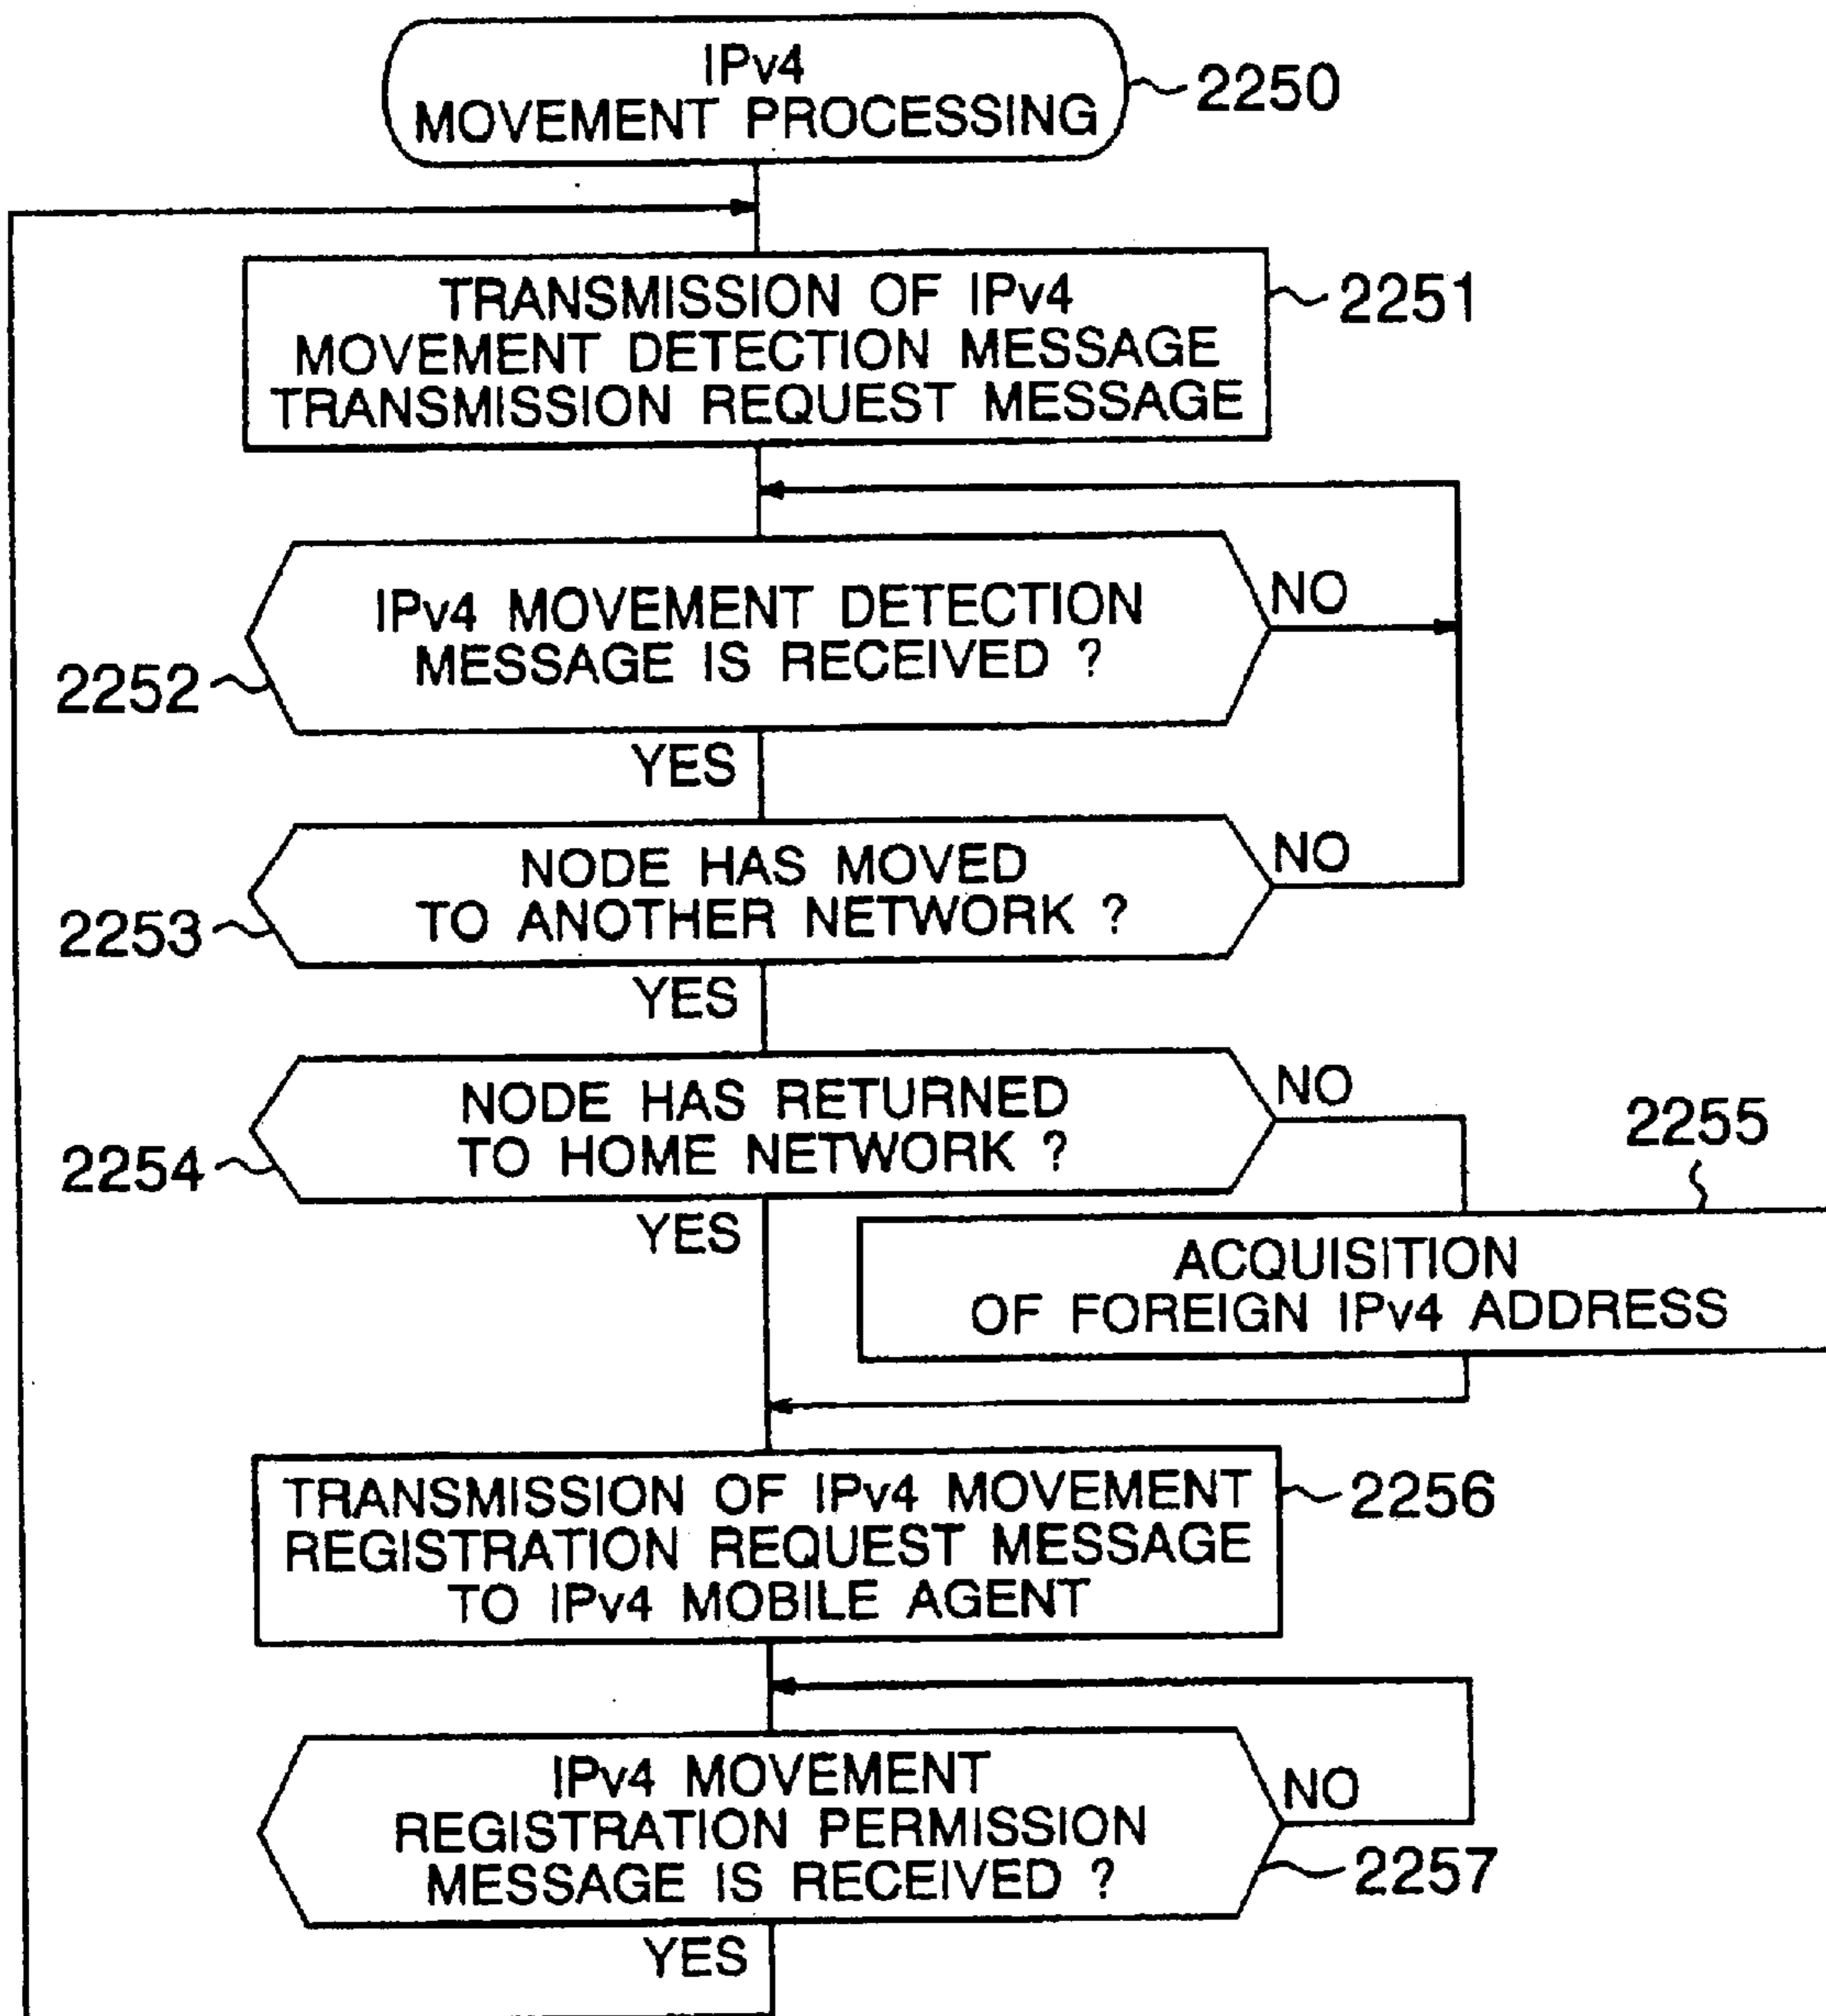 IPv4
MOVEMENT PROCESSING
2250
TRANSMISSION OF IPv4
MOVEMENT DETECTION MESSAGE
TRANSMISSION REQUEST MESSAGE
2251
IPv4 MOVEMENT DETECTION
MESSAGE IS RECEIVED ?
NO
2252
YES
NODE HAS MOVED
TO ANOTHER NETWORK ?
NO
2253
YES
NODE HAS RETURNED
TO HOME NETWORK ?
NO
2254
YES
2255
ACQUISITION
OF FOREIGN IPv4 ADDRESS
TRANSMISSION OF IPv4 MOVEMENT
REGISTRATION REQUEST MESSAGE
TO IPv4 MOBILE AGENT
2256
IPv4 MOVEMENT
REGISTRATION PERMISSION
MESSAGE IS RECEIVED ?
NO
2257
YES